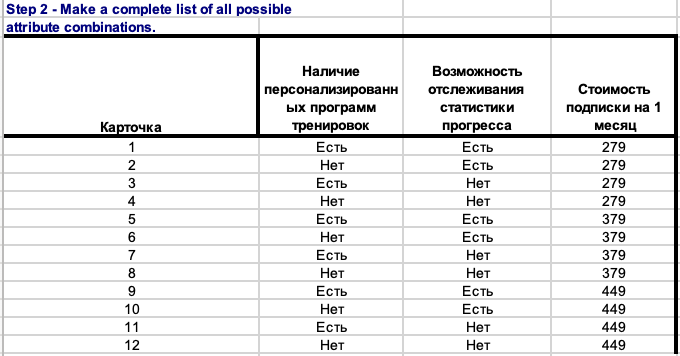 Step 2 - Make a complete list of all possible
attribute combinations.
Карточка Наличие персонализированн ых программ тренировок Возможность отслеживания статистики прогресса Стоимость подписки на 1 месяц
1 Есть Есть 279
2 Нет Есть 279
3 Есть Нет 279
4 Нет Нет 279
5 Есть Есть 379
6 Нет Есть 379
7 Есть Нет 379
8 Нет Нет 379
9 Есть Есть 449
10 Нет Есть 449
11 Есть Нет 449
12 Нет Нет 449